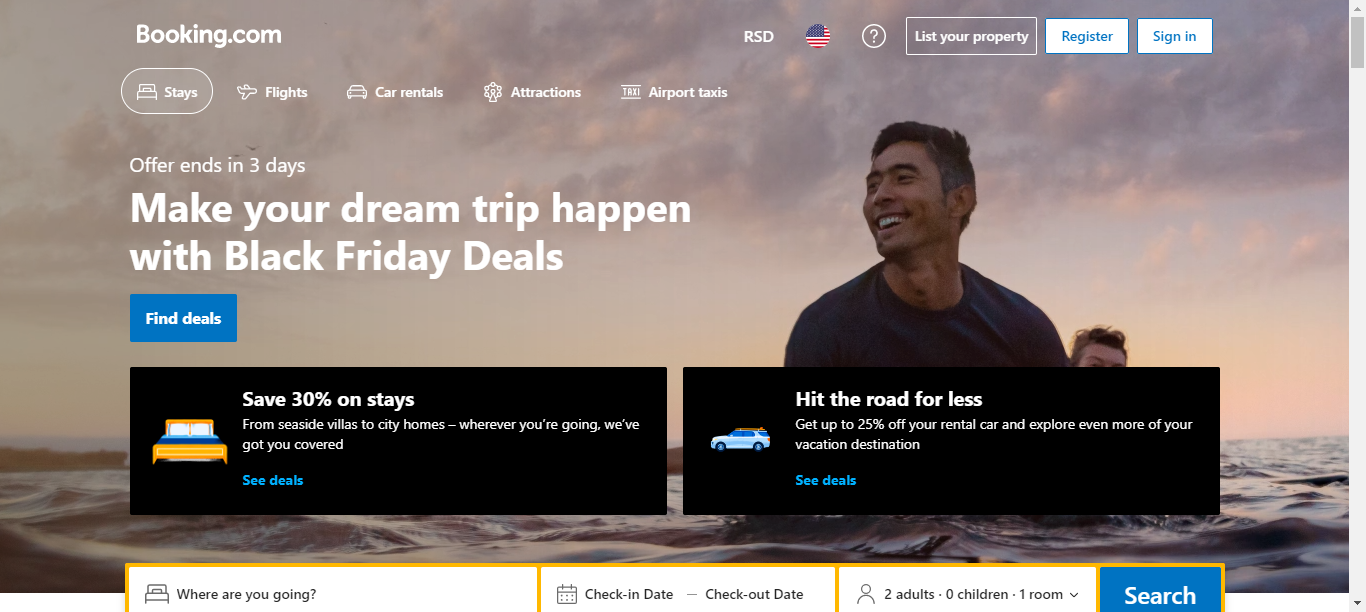 Booking.com
RSD
?
List your property
Register
Sign in
Stays
Flights
Car rentals
Attractions
TAXI
Airport taxis
Offer ends in 3 days
Make your dream trip happen
with Black Friday Deals
Find deals
Save 30% on stays
From seaside villas to city homes – wherever you're going, we've
got you covered
See deals
Hit the road for less
Get up to 25% off your rental car and explore even more of your
vacation destination
See deals
Where are you going?
Check-in Date — Check-out Date
2 adults · 0 children · 1 room
Search